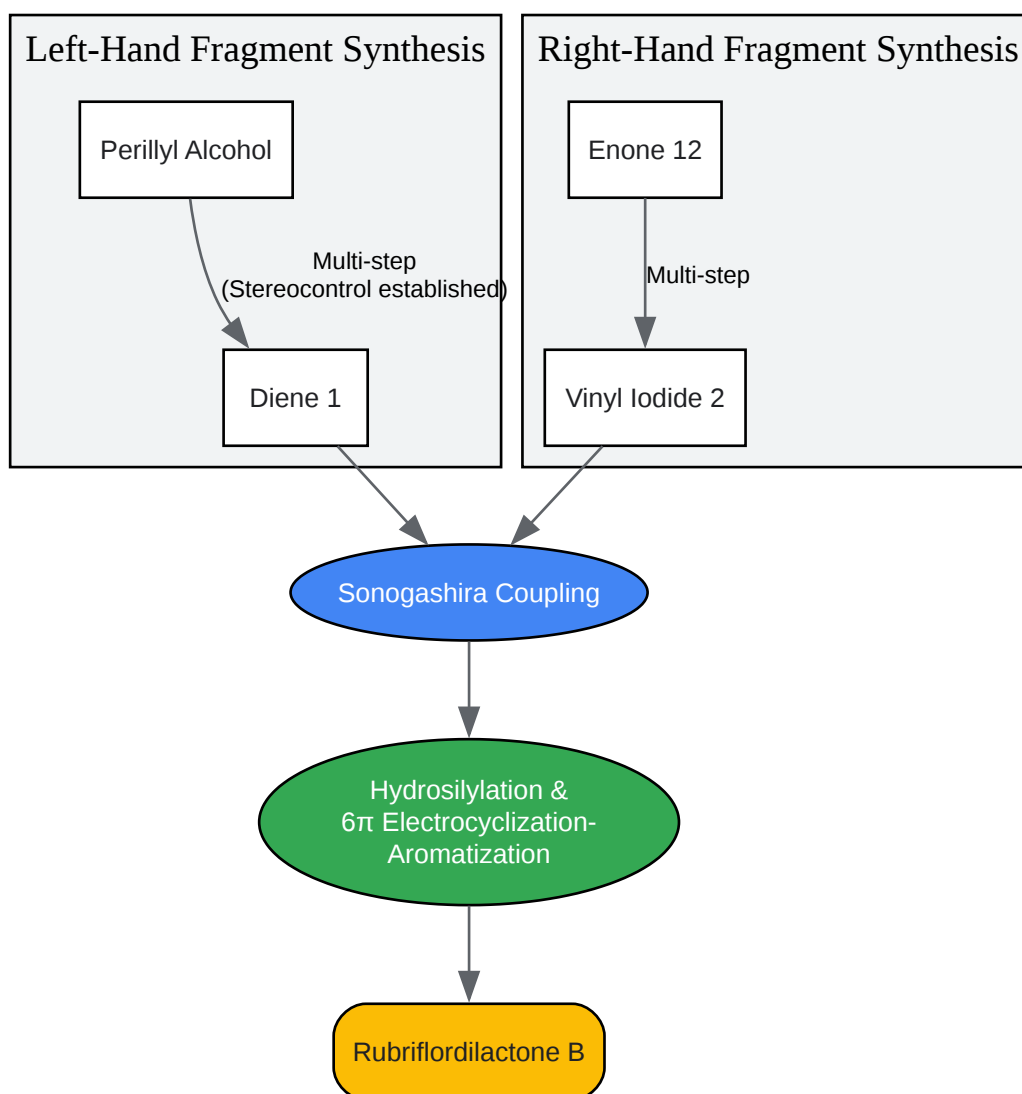 Left-Hand Fragment Synthesis
Right-Hand Fragment Synthesis
Perillyl Alcohol
Enone 12
Multi-step
(Stereocontrol established)
Multi-step
Diene 1
Vinyl Iodide 2
Sonogashira Coupling
Hydrosilylation &
6π Electrocyclization-
Aromatization
Rubriflordilactone B